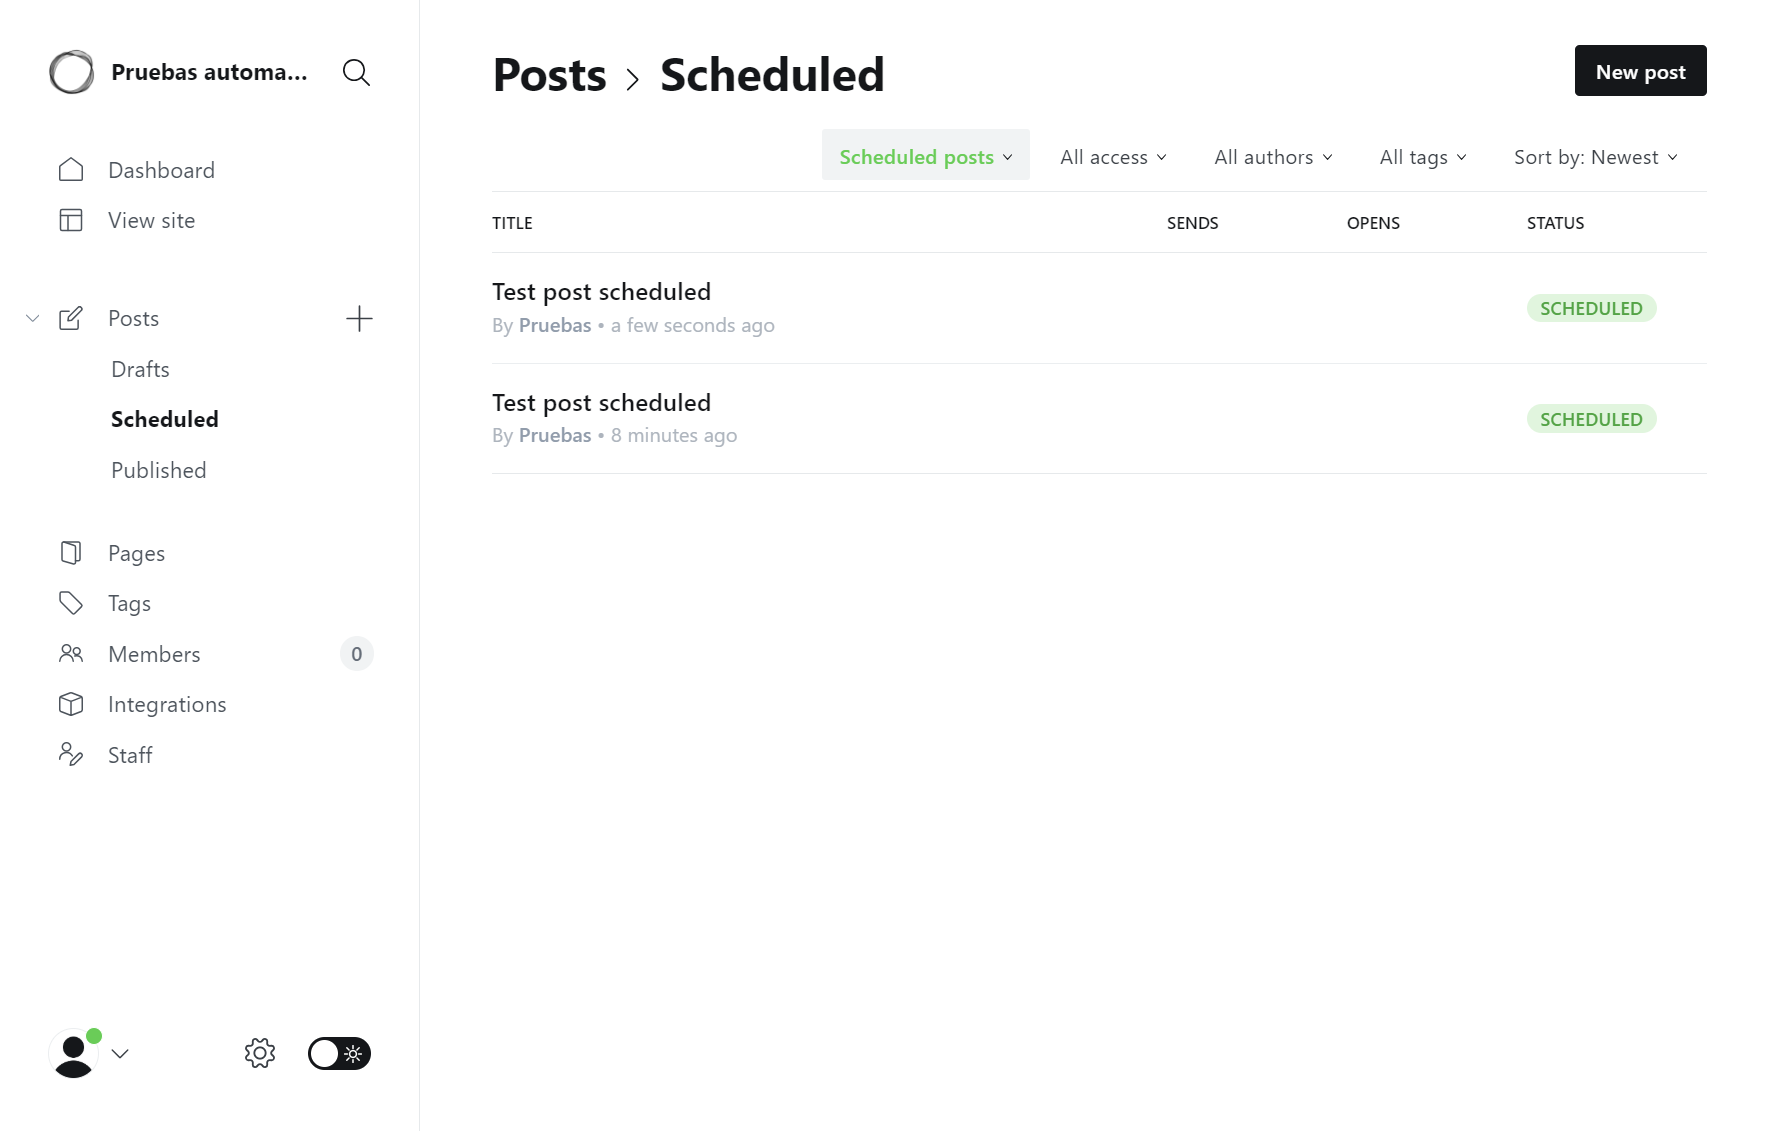 Pruebas automa...
Dashboard
View site
Posts
Drafts
Scheduled
Published
Pages
Tags
Members 0
Integrations
Staff
Posts > Scheduled
New post
Scheduled posts All access All authors All tags Sort by: Newest
TITLE SENDS OPENS STATUS
Test post scheduled
By Pruebas • a few seconds ago
SCHEDULED
Test post scheduled
By Pruebas • 8 minutes ago
SCHEDULED